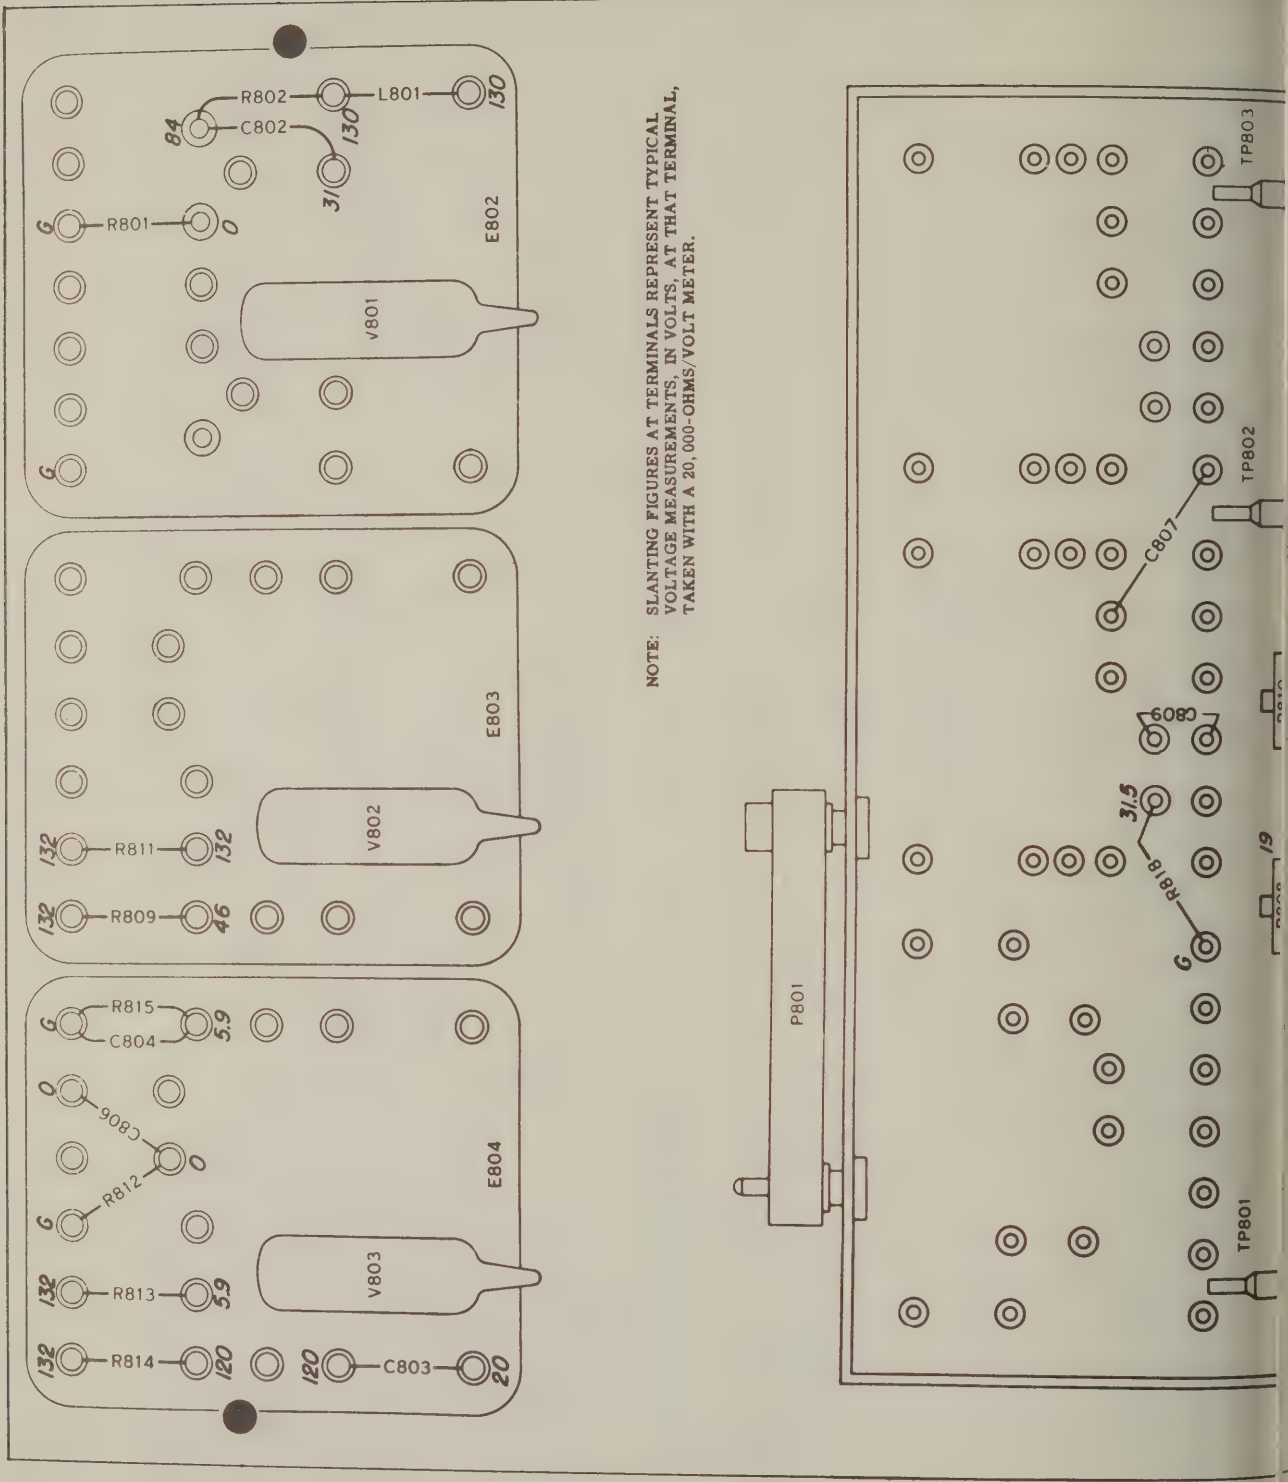 84
R802
L801
130
C802
130
31
G
R801
0
E802
V801
G
E803
V802
132
R811
132
132
R809
46
G
R815
C804
5.9
0
C806
R812
0
G
E804
V803
132
R813
5.9
132
R814
120
120
C803
20
NOTE: SLANTING FIGURES AT TERMINALS REPRESENT TYPICAL
VOLTAGE MEASUREMENTS, IN VOLTS, AT THAT TERMINAL,
TAKEN WITH A 20,000-OHMS/VOLT METER.
P801
TP803
TP802
C807
C809
31.5
R818
19
G
TP801